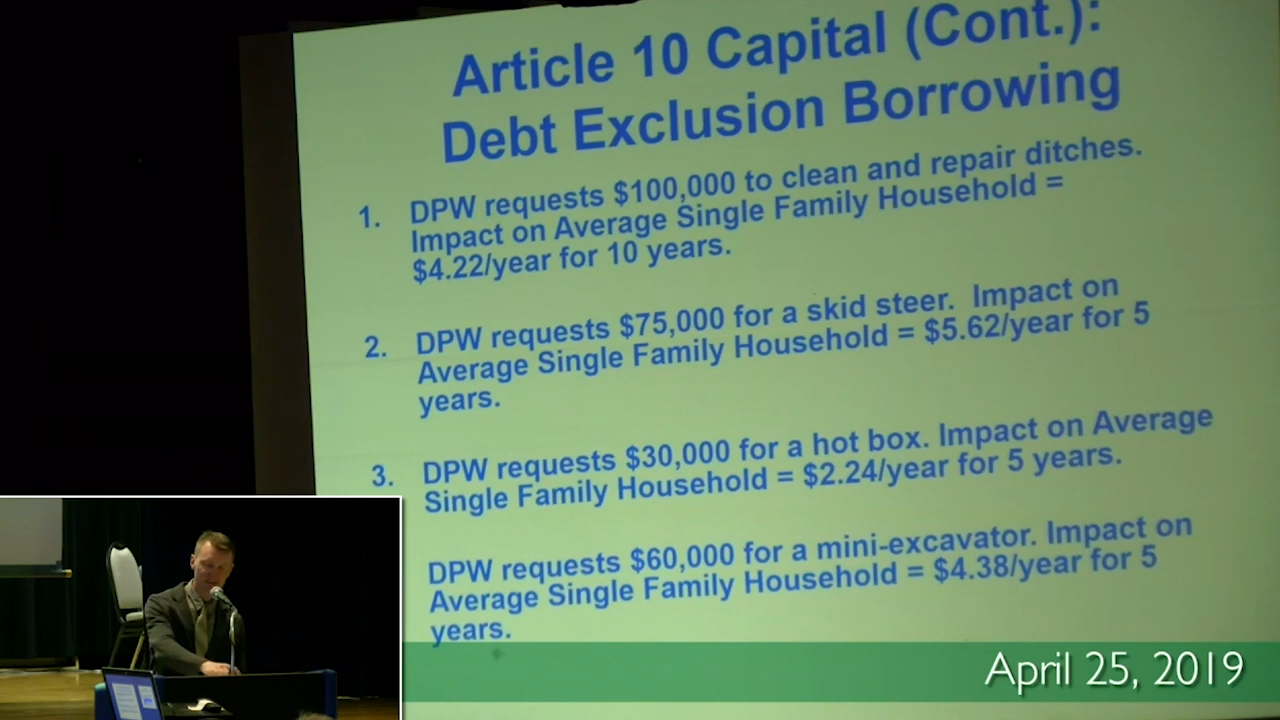 Article 10 Capital (Cont.):
Debt Exclusion Borrowing
1. DPW requests $100,000 to clean and repair ditches.
Impact on Average Single Family Household =
$4.22/year for 10 years.
2. DPW requests $75,000 for a skid steer. Impact on
Average Single Family Household = $5.62/year for 5
years.
3. DPW requests $30,000 for a hot box. Impact on Average
Single Family Household = $2.24/year for 5 years.
DPW requests $60,000 for a mini-excavator. Impact on
Average Single Family Household = $4.38/year for 5
years.
April 25, 2019